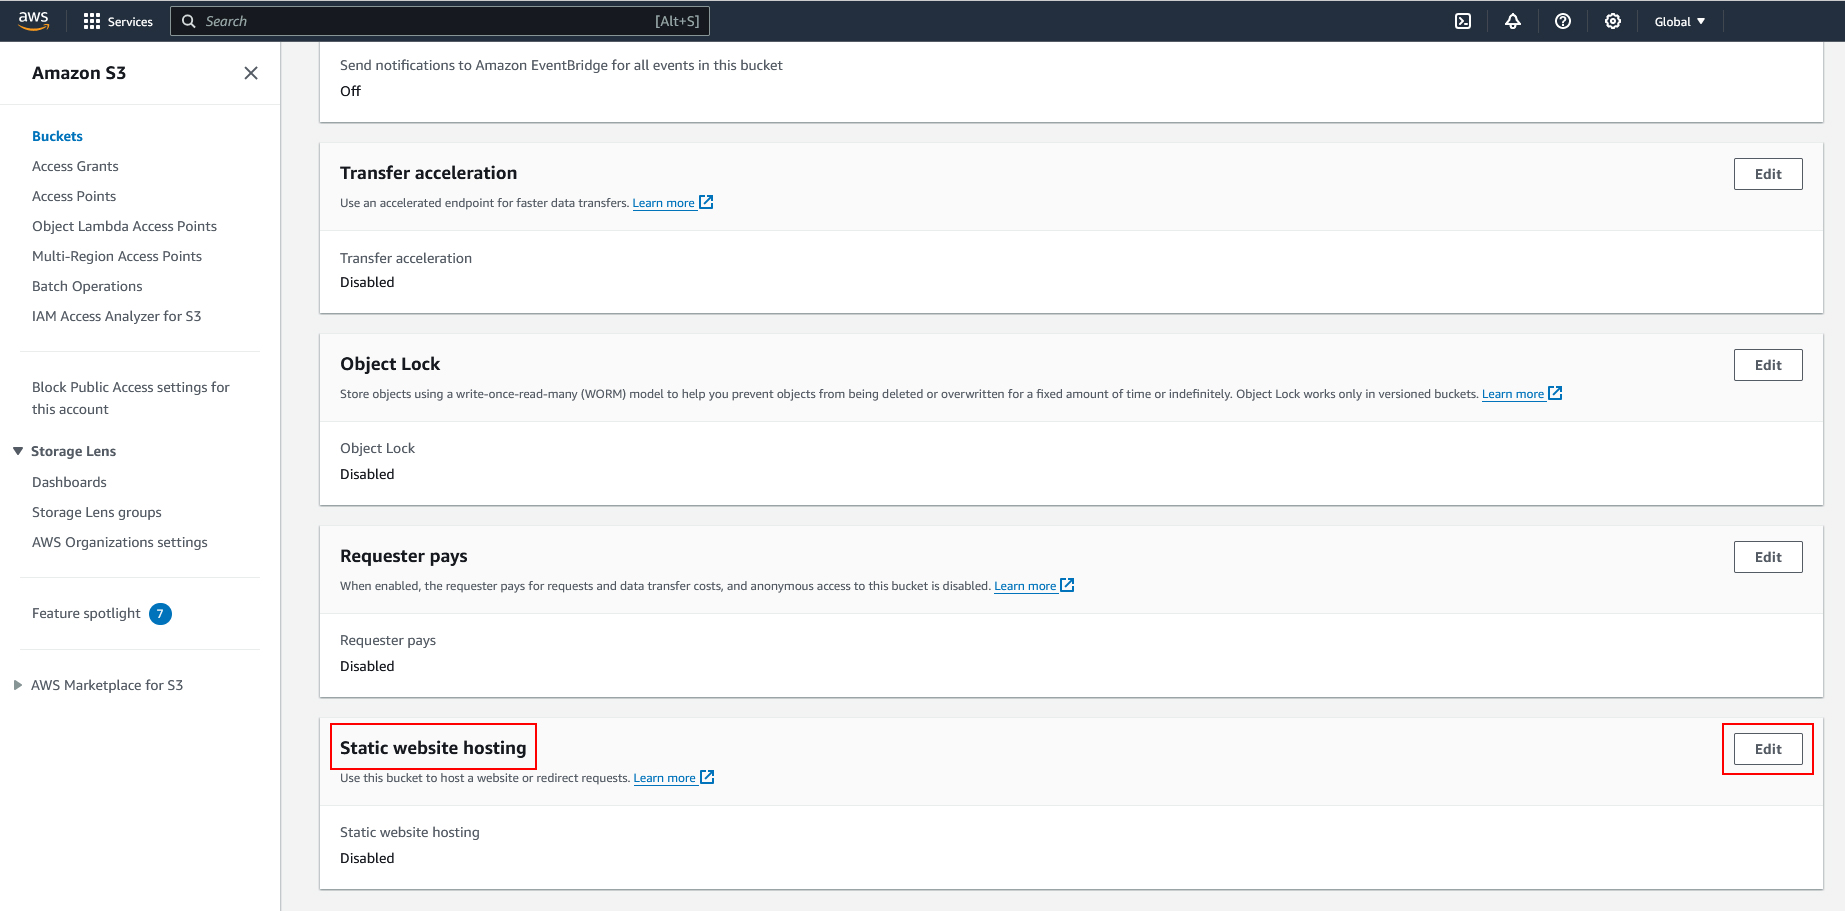 aws
Services
Search
[Alt+S]
Global
Amazon S3
Buckets
Access Grants
Access Points
Object Lambda Access Points
Multi-Region Access Points
Batch Operations
IAM Access Analyzer for S3
Block Public Access settings for
this account
Storage Lens
Dashboards
Storage Lens groups
AWS Organizations settings
Feature spotlight 7
AWS Marketplace for S3
Send notifications to Amazon EventBridge for all events in this bucket
Off
Transfer acceleration
Edit
Use an accelerated endpoint for faster data transfers. Learn more
Transfer acceleration
Disabled
Object Lock
Edit
Store objects using a write-once-read-many (WORM) model to help you prevent objects from being deleted or overwritten for a fixed amount of time or indefinitely. Object Lock works only in versioned buckets. Learn more
Object Lock
Disabled
Requester pays
Edit
When enabled, the requester pays for requests and data transfer costs, and anonymous access to this bucket is disabled. Learn more
Requester pays
Disabled
Static website hosting
Edit
Use this bucket to host a website or redirect requests. Learn more
Static website hosting
Disabled